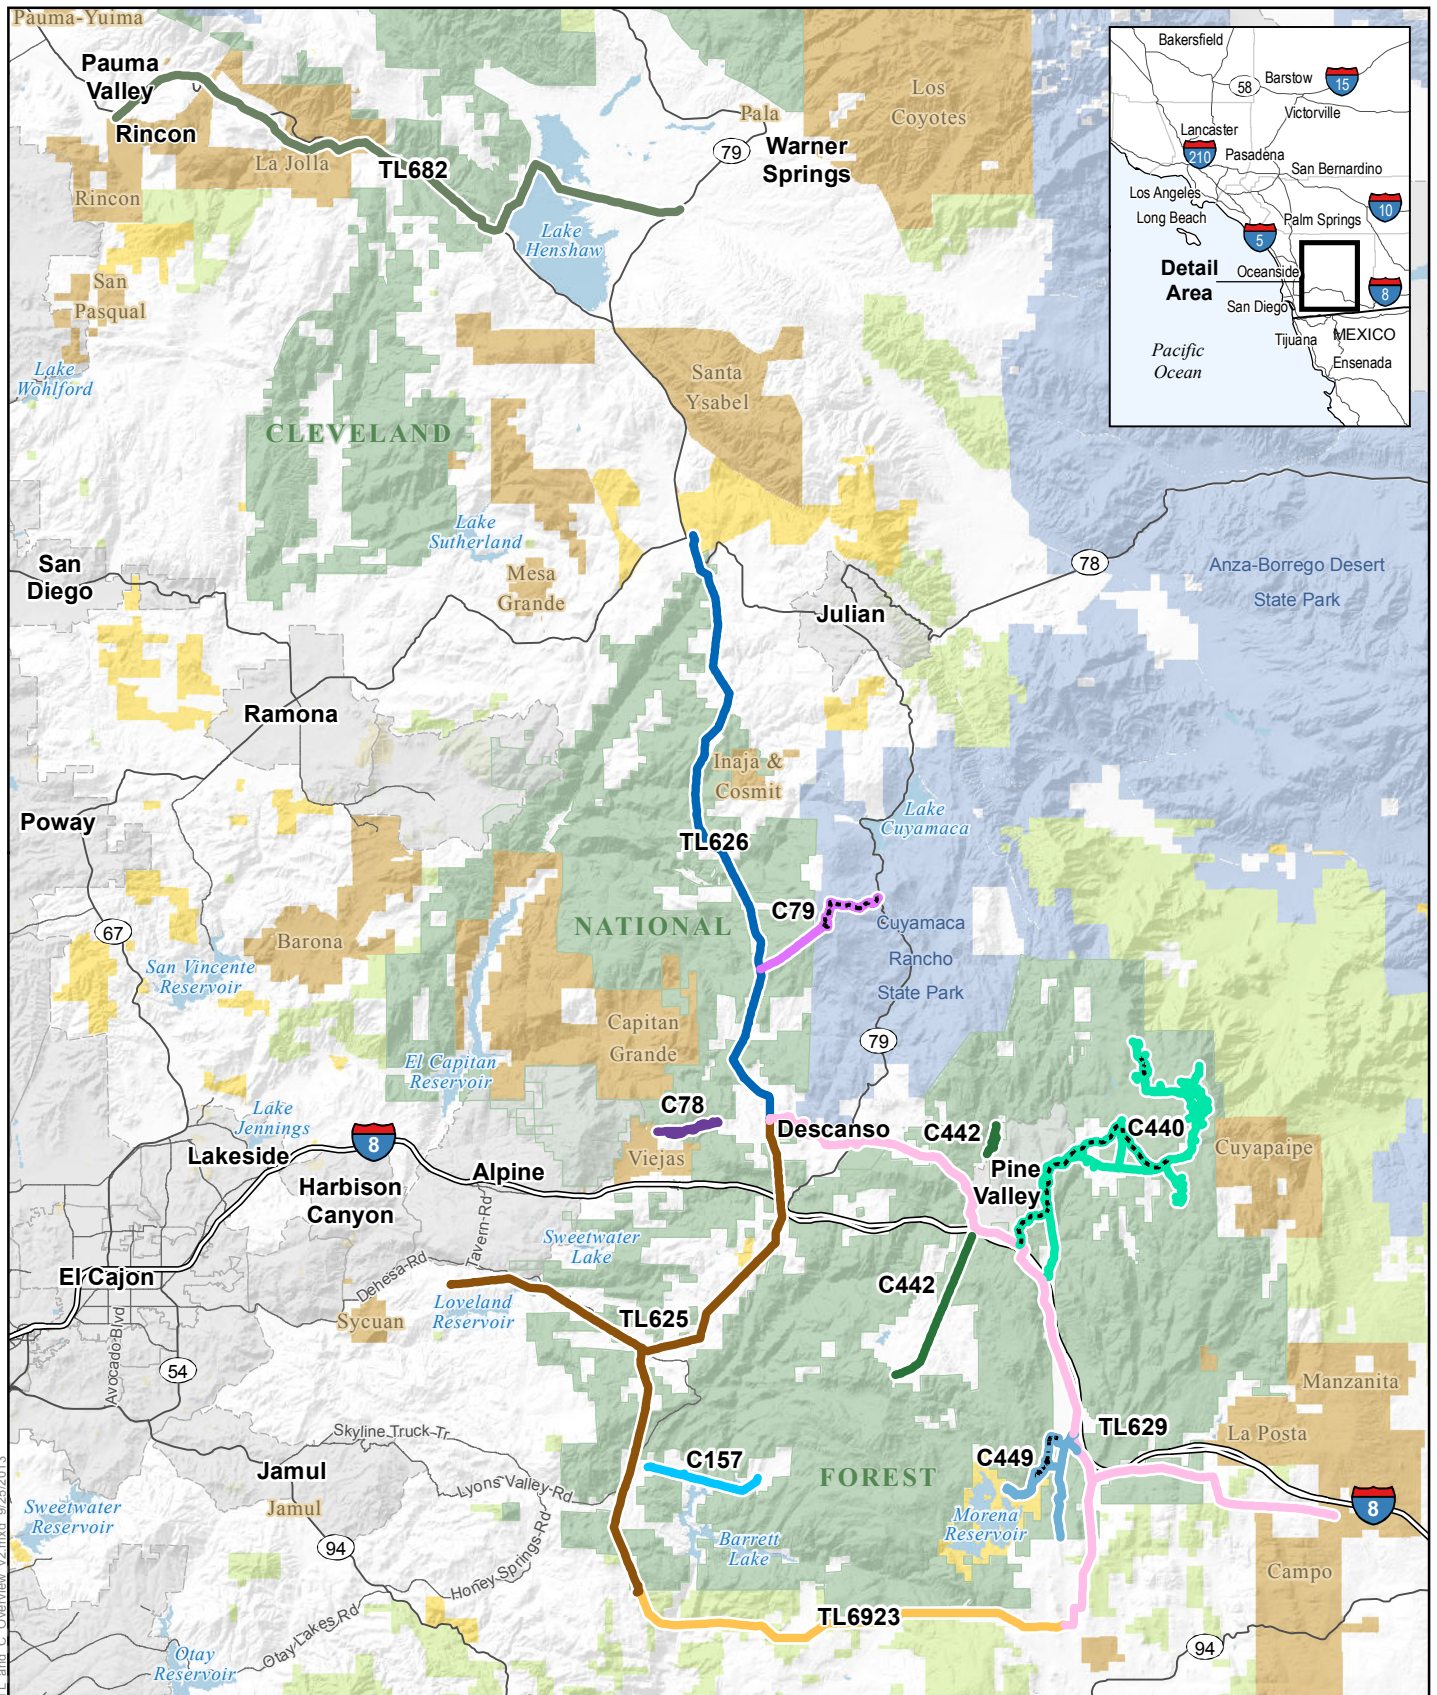 Pauma-Yuima
Pauma
Valley
Rincon
La Jolla
TL682
Rincon
San
Pasqual
Lake
Wohlford
Lake
Henshaw
Pala
79
Warner
Springs
Los
Coyotes
Bakersfield
58
Barstow
15
Victorville
Lancaster
210
Pasadena
San Bernardino
Los Angeles
Long Beach
Palm Springs
10
5
Detail
Area
Oceanside
8
San Diego
Tijuana
MEXICO
Ensenada
Pacific
Ocean
Santa
Ysabel
CLEVELAND
Lake
Sutherland
Mesa
Grande
San
Diego
78
Anza-Borrego Desert
State Park
Julian
Ramona
Inaja &
Cosmit
Poway
Lake
Cuyamaca
TL626
C79
NATIONAL
Cuyamaca
Rancho
State Park
67
Barona
San Vincente
Reservoir
Capitan
Grande
79
El Capitan
Reservoir
Lake
Jennings
C78
Descanso
C442
C440
Cuyapaipe
8
Lakeside
Viejas
Alpine
Pine
Valley
Harbison
Canyon
Tavern-Rd
Sweetwater
Lake
El Cajon
Dehesa-Rd
C442
Loveland
Reservoir
TL625
Sycuan
Avocado-Blvd
54
Manzanita
TL629
La Posta
Skyline Truck-Tr
C449
C157
FOREST
Jamul
Lyons Valley-Rd
Jamul
8
Sweetwater
Reservoir
Morena
Reservoir
94
Barrett
Lake
Honey Springs-Rd
Campo
Otay Lakes Rd
TL6923
94
Otay
Reservoir